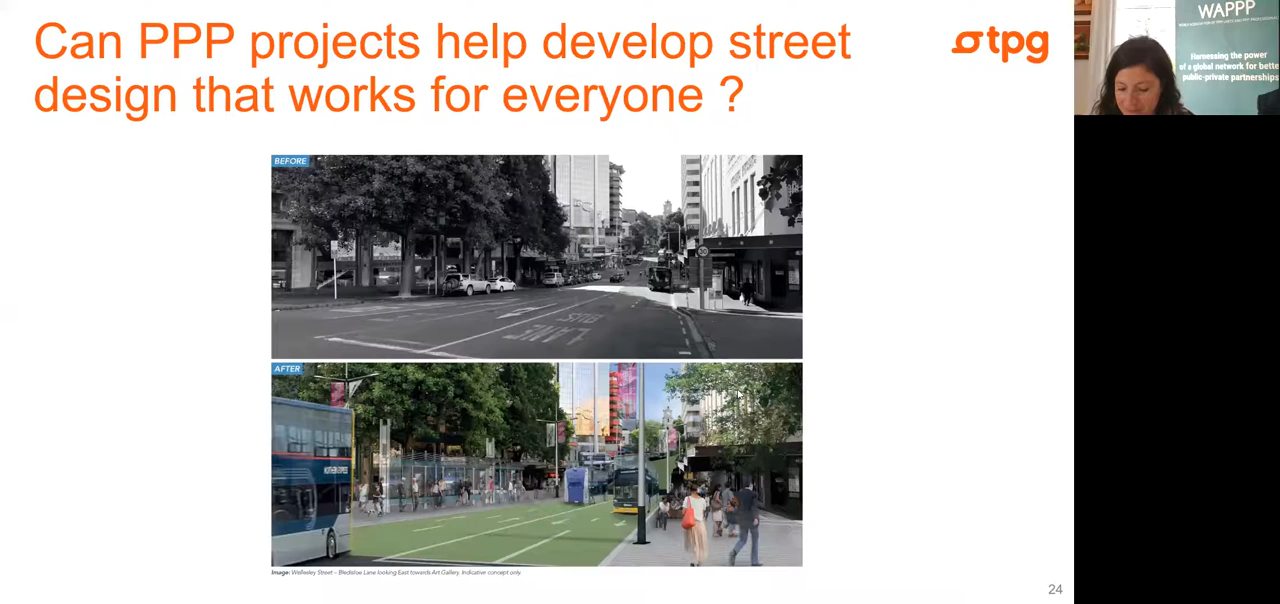 Can PPP projects help develop street
design that works for everyone ?
tpg
BEFORE
BUS
LANE
30
AFTER
Image: Wellesley Street - Bledisloe Lane looking East towards Art Gallery. Indicative concept only.
24
WAPPP
Harnessing the power
of a global network for bette
public-private partnerships